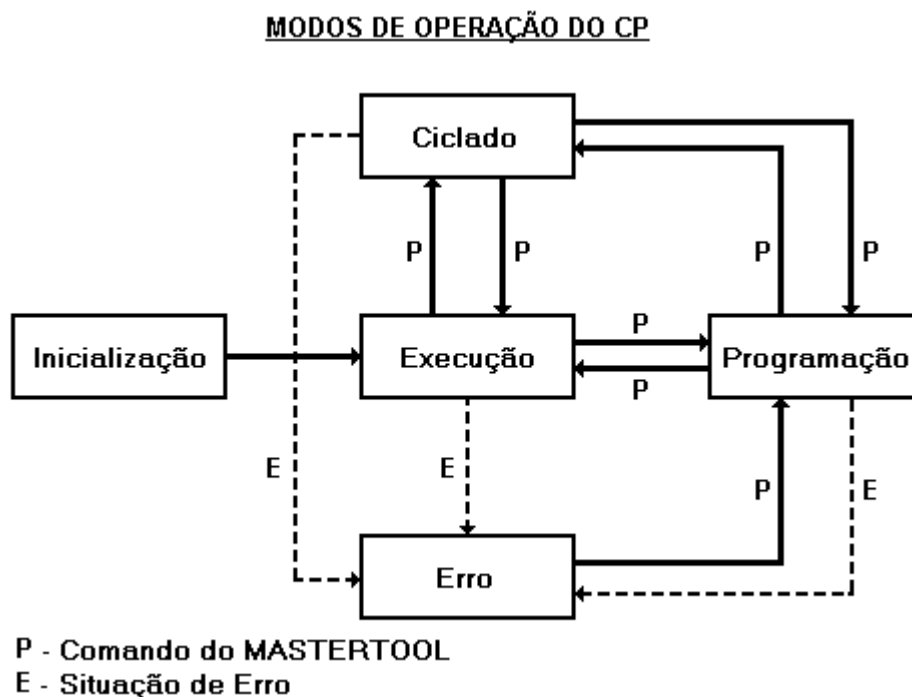 MODOS DE OPERAÇÃO DO CP
Ciclado
P P P P
Inicialização Execução P Programação
P
E E P E
Erro
P - Comando do MASTERTOOL
E - Situação de Erro